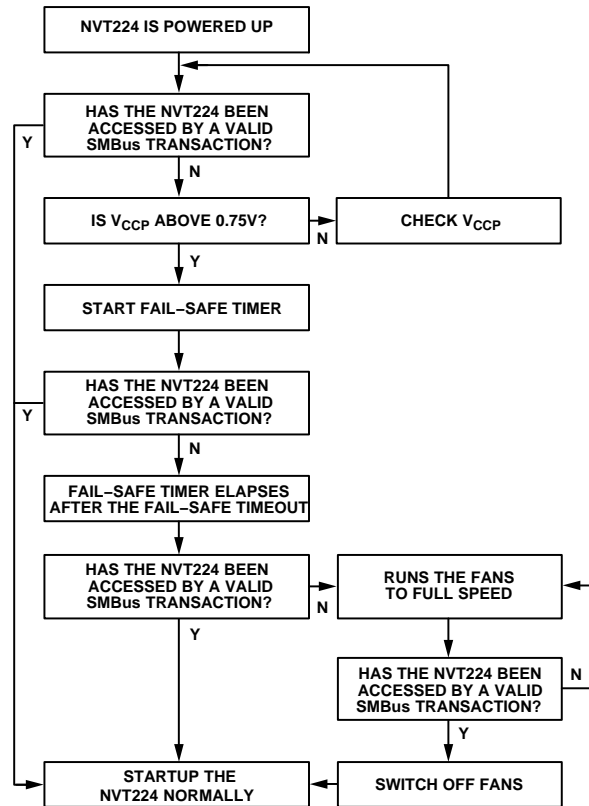 NVT224 IS POWERED UP
HAS THE NVT224 BEEN
ACCESSED BY A VALID
SMBus TRANSACTION?
Y
N
IS VCCP ABOVE 0.75V?
N
CHECK VCCP
Y
START FAIL–SAFE TIMER
HAS THE NVT224 BEEN
ACCESSED BY A VALID
SMBus TRANSACTION?
Y
N
FAIL–SAFE TIMER ELAPSES
AFTER THE FAIL–SAFE TIMEOUT
HAS THE NVT224 BEEN
ACCESSED BY A VALID
SMBus TRANSACTION?
N
Y
RUNS THE FANS
TO FULL SPEED
HAS THE NVT224 BEEN
ACCESSED BY A VALID
SMBus TRANSACTION?
N
Y
STARTUP THE
NVT224 NORMALLY
SWITCH OFF FANS